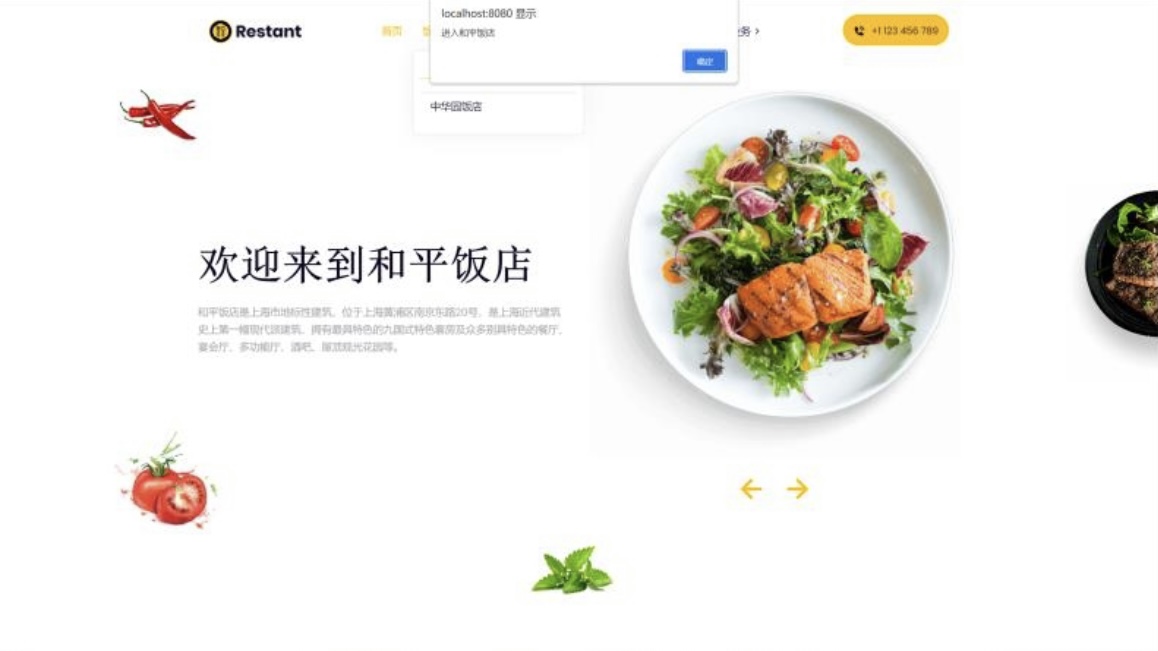 Restant
首页
localhost:8080 显示
进入和平饭店
确定
务
+1 123 456 789
中华园饭店
欢迎来到和平饭店
和平饭店是上海市地标性建筑。位于上海黄浦区南京东路20号，是上海近代建筑
史上第一幢现代派建筑，拥有最具特色的九国式特色套房及众多别具特色的餐厅、
宴会厅、多功能厅、酒吧、屋顶观光花园等。